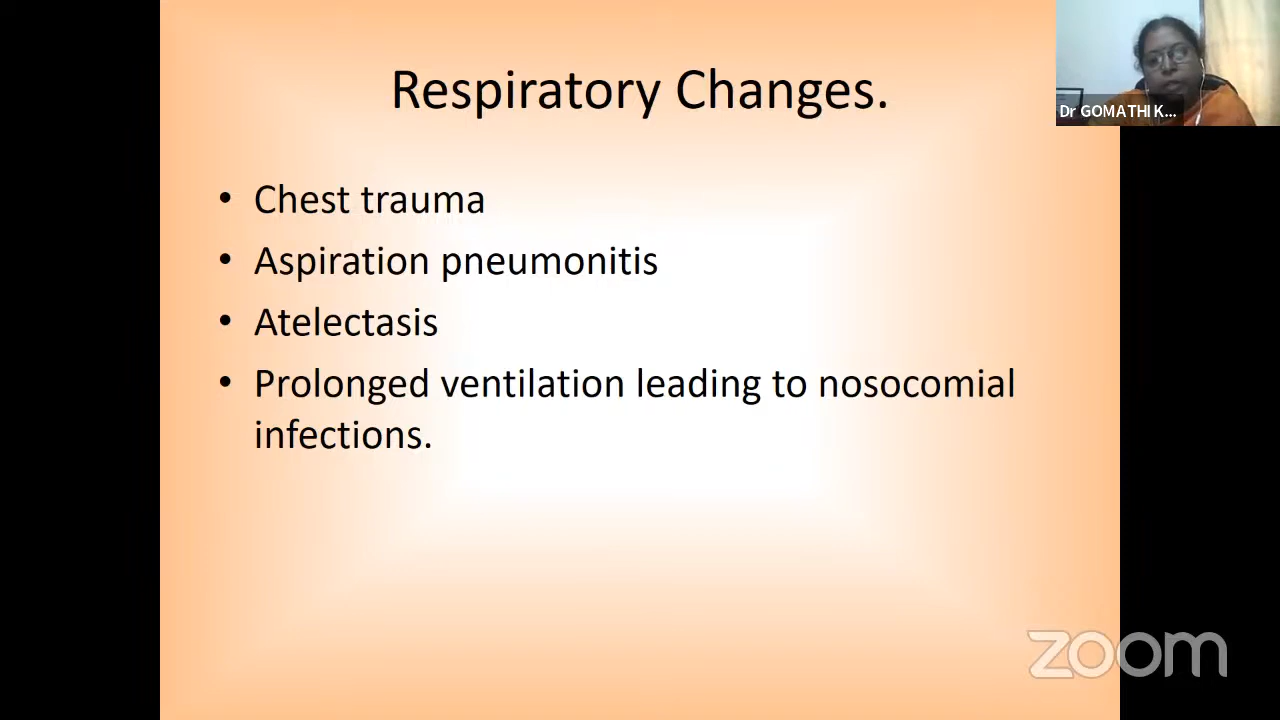 Respiratory Changes.
Dr GOMATHI K...
• Chest trauma
• Aspiration pneumonitis
• Atelectasis
• Prolonged ventilation leading to nosocomial
infections.
zoom